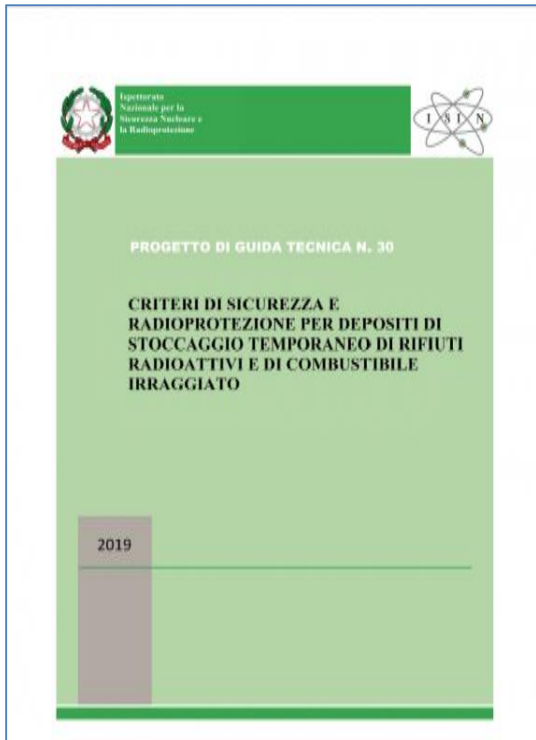 Ispettorato
Nazionale per la
Sicurezza Nucleare e
la Radioprotezione
I S I N
PROGETTO DI GUIDA TECNICA N. 30
CRITERI DI SICUREZZA E
RADIOPROTEZIONE PER DEPOSITI DI
STOCCAGGIO TEMPORANEO DI RIFIUTI
RADIOATTIVI E DI COMBUSTIBILE
IRRAGGIATO
2019